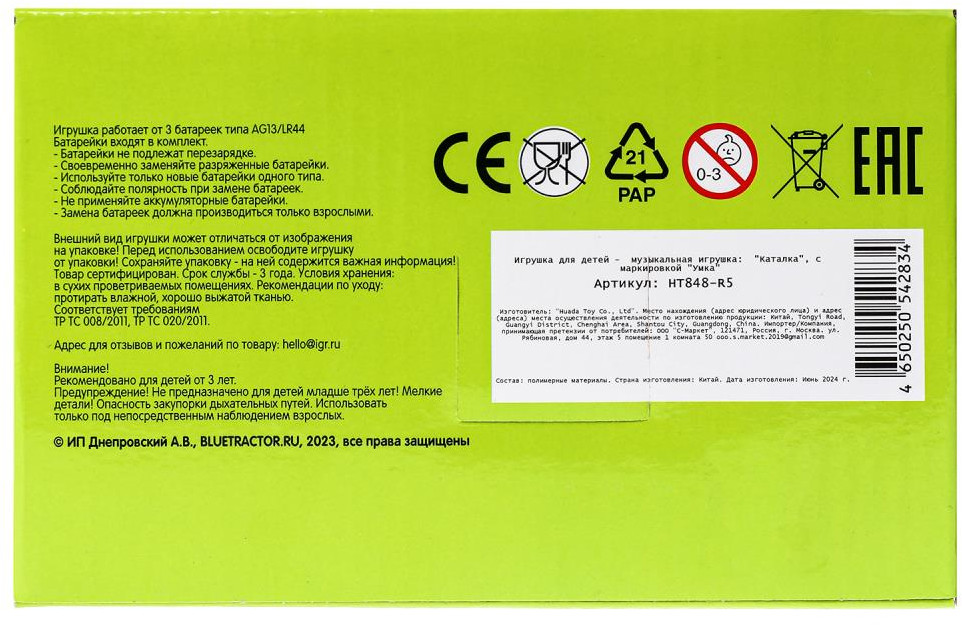 Игрушка работает от 3 батареек типа AG13/LR44
Батарейки входят в комплект.
- Батарейки не подлежат перезарядке.
- Своевременно заменяйте разряженные батарейки.
- Используйте только новые батарейки одного типа.
- Соблюдайте полярность при замене батареек.
- Не применяйте аккумуляторные батарейки.
- Замена батареек должна производиться только взрослыми.
Внешний вид игрушки может отличаться от изображения
на упаковке! Перед использованием освободите игрушку
от упаковки! Сохраняйте упаковку - на ней содержится важная информация!
Товар сертифицирован. Срок службы - 3 года. Условия хранения:
в сухих проветриваемых помещениях. Рекомендации по уходу:
протирать влажной, хорошо выжатой тканью.
Соответствует требованиям
ТР ТС 008/2011, ТР ТС 020/2011.
Адрес для отзывов и пожеланий по товару: hello@igr.ru
Внимание!
Рекомендовано для детей от 3 лет.
Предупреждение! Не предназначено для детей младше трёх лет! Мелкие
детали! Опасность закупорки дыхательных путей. Использовать
только под непосредственным наблюдением взрослых.
© ИП Днепровский А.В., BLUETRACTOR.RU, 2023, все права защищены
CE
21
PAP
0-3
EAC
Игрушка для детей - музыкальная игрушка: "Каталка", с
маркировкой "Умка"
Артикул: HT848-R5
Изготовитель: "Huada Toy Co., Ltd". Место нахождения (адрес юридического лица) и адрес
(адреса) места осуществления деятельности по изготовлению продукции: Китай, Tongyi Road,
Guangyi District, Chenghai Area, Shantou City, Guangdong, China. Импортер/Компания,
принимающая претензии от потребителей: ООО "С-Маркет", 121471, Россия, г. Москва. ул.
Рябиновая, дом 44, этаж 5 помещение 1 комната 50 ooo.s.market.2019@gmail.com
Состав: полимерные материалы. Страна изготовления: Китай. Дата изготовления: Июнь 2024 г.
4 650250 542834